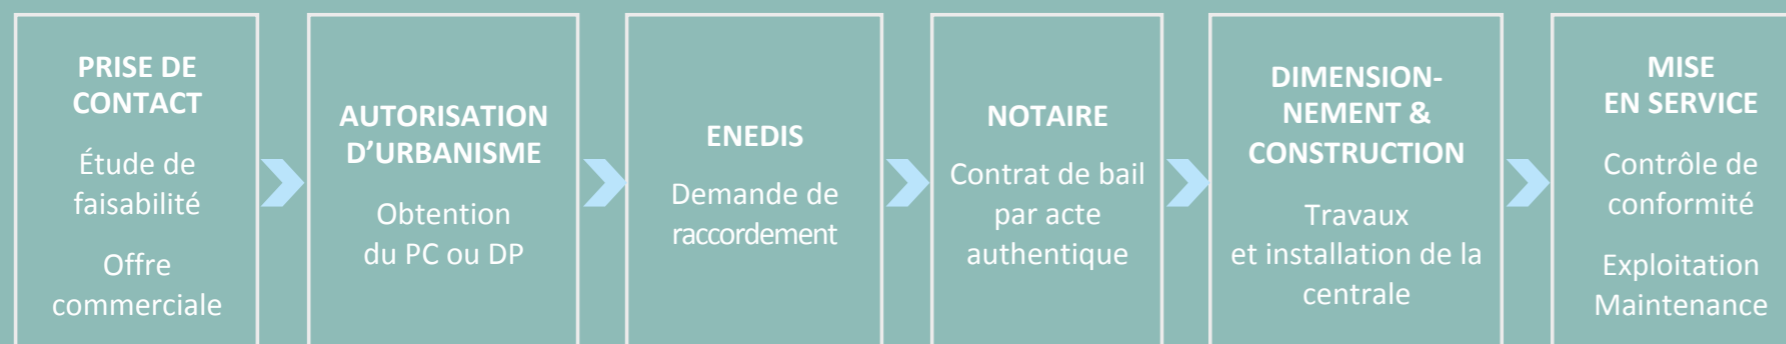 PRISE DE
CONTACT
Étude de
faisabilité
Offre
commerciale
AUTORISATION
D’URBANISME
Obtention
du PC ou DP
ENEDIS
Demande de
raccordement
NOTAIRE
Contrat de bail
par acte
authentique
DIMENSION-
NEMENT &
CONSTRUCTION
Travaux
et installation de la
centrale
MISE
EN SERVICE
Contrôle de
conformité
Exploitation
Maintenance